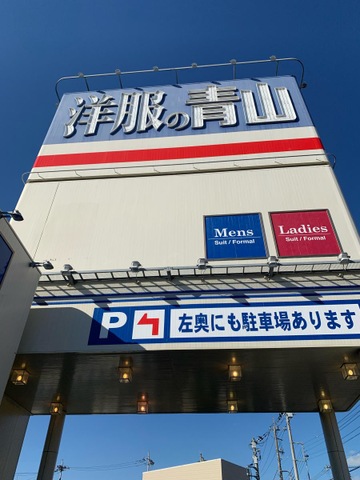 洋服の青山
Mens
Suit / Formal
Ladies
Suit / Formal
P 左奥にも駐車場あります